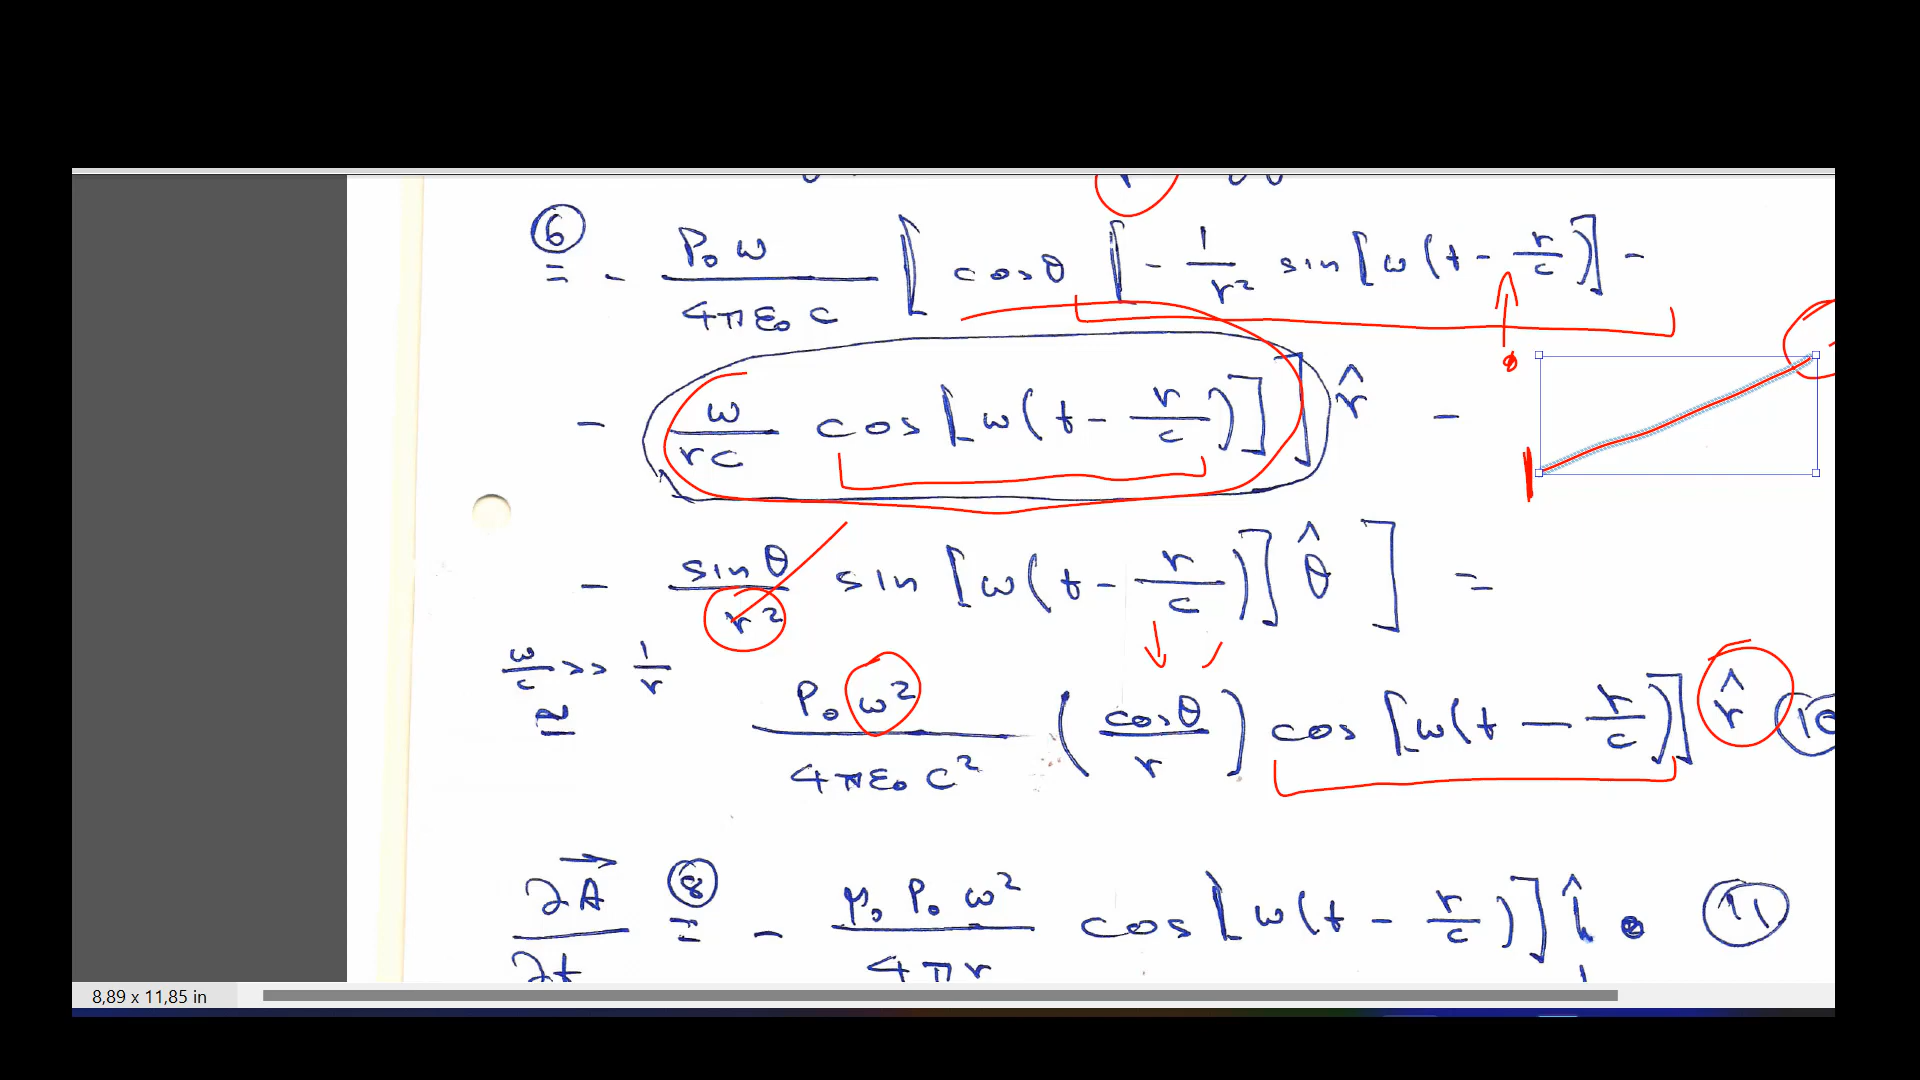 ⑥ = - P₀ω / 4πε₀c [ cosθ [ - 1/r² sin[ω(t - r/c)] -
- ω/rc cos[ω(t - r/c)] ] r̂ -
- sinθ/r² sin[ω(t - r/c)] θ̂ ] =
ω/c >> 1/r ≃ P₀ω² / 4πε₀c² (cosθ/r) cos[ω(t - r/c)] r̂ ⑩
∂A⃗/∂t ⑧ = - μ₀P₀ω² / 4πr cos[ω(t - r/c)] k̂ ⑪
8,89 x 11,85 in